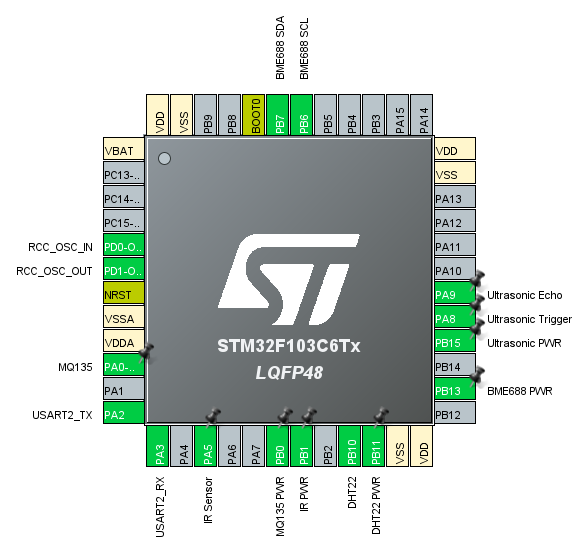 BME688 SDA
BME688 SCL
VDD
VSS
PB9
PB8
BOOT0
PB7
PB6
PB5
PB4
PB3
PA15
PA14
VBAT
PC13-..
PC14-..
PC15-..
RCC_OSC_IN PD0-O..
RCC_OSC_OUT PD1-O..
NRST
VSSA
VDDA
MQ135 PA0-..
PA1
USART2_TX PA2
ST
STM32F103C6Tx
LQFP48
VDD
VSS
PA13
PA12
PA11
PA10
PA9 Ultrasonic Echo
PA8 Ultrasonic Trigger
PB15 Ultrasonic PWR
PB14
PB13 BME688 PWR
PB12
PA3
PA4
PA5
PA6
PA7
PB0
PB1
PB2
PB10
PB11
VSS
VDD
USART2_RX
IR Sensor
MQ135 PWR
IR PWR
DHT22
DHT22 PWR